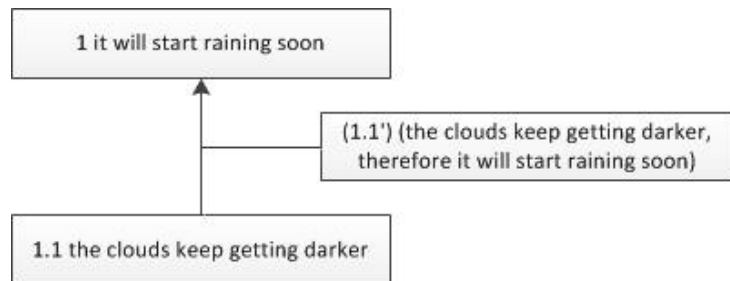 1 it will start raining soon
(1.1') (the clouds keep getting darker,
therefore it will start raining soon)
1.1 the clouds keep getting darker